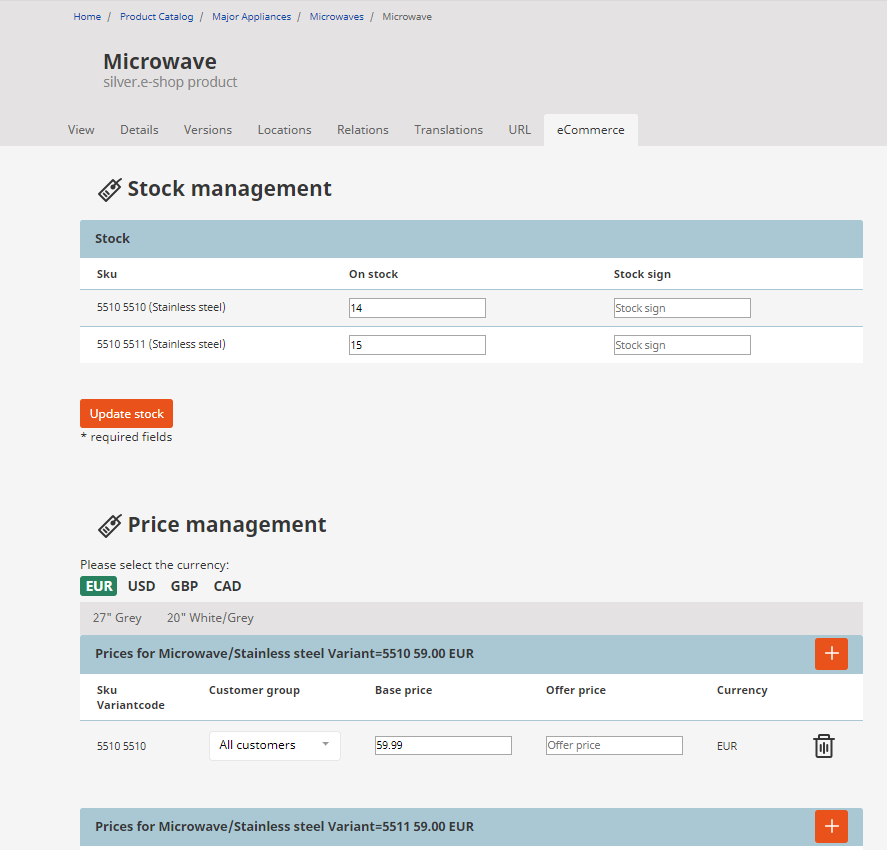 Home / Product Catalog / Major Appliances / Microwaves / Microwave
Microwave
silver.e-shop product
View Details Versions Locations Relations Translations URL eCommerce
Stock management
Stock
Sku On stock Stock sign
5510 5510 (Stainless steel) 14 Stock sign
5510 5511 (Stainless steel) 15 Stock sign
Update stock
* required fields
Price management
Please select the currency:
EUR USD GBP CAD
27" Grey 20" White/Grey
Prices for Microwave/Stainless steel Variant=5510 59.00 EUR
Sku Customer group Base price Offer price Currency
Variantcode
5510 5510 All customers 59.99 Offer price EUR
Prices for Microwave/Stainless steel Variant=5511 59.00 EUR